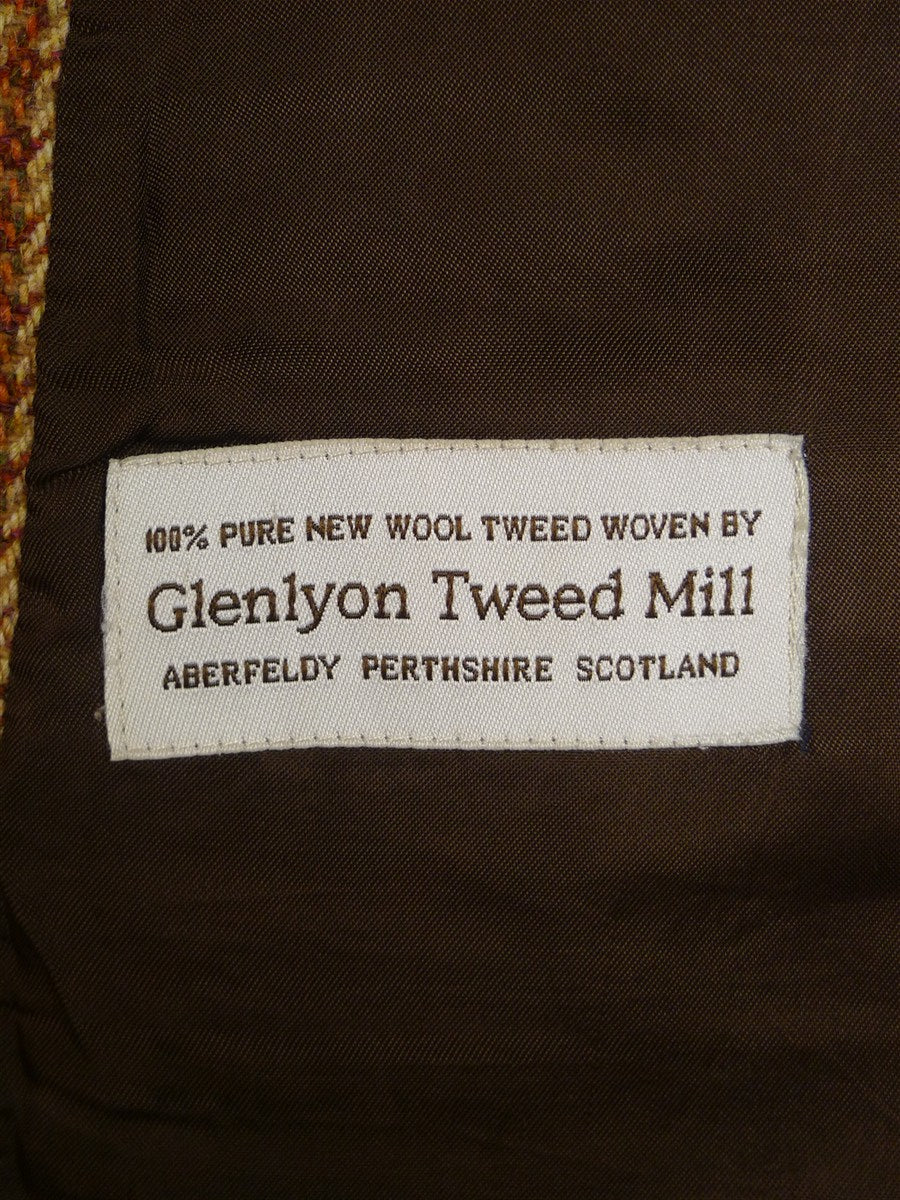 100% PURE NEW WOOL TWEED WOVEN BY
Glenlyon Tweed Mill
ABERFELDY PERTHSHIRE SCOTLAND